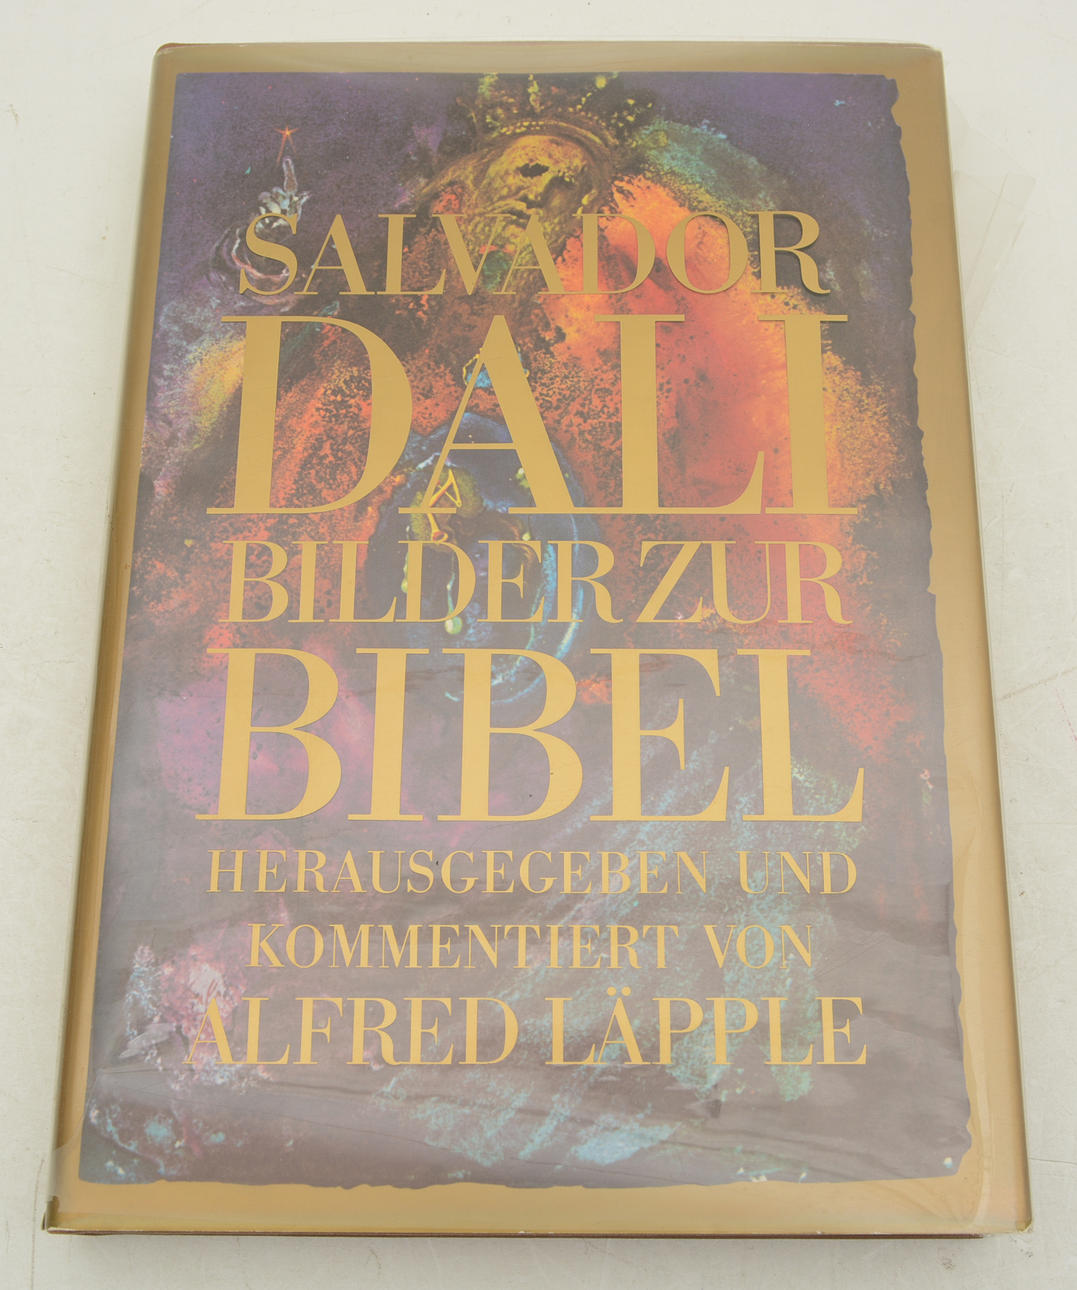 SALVADOR
DALI
BILDER ZUR
BIBEL
HERAUSGEGEBEN UND
KOMMENTIERT VON
ALFRED LÄPPLE